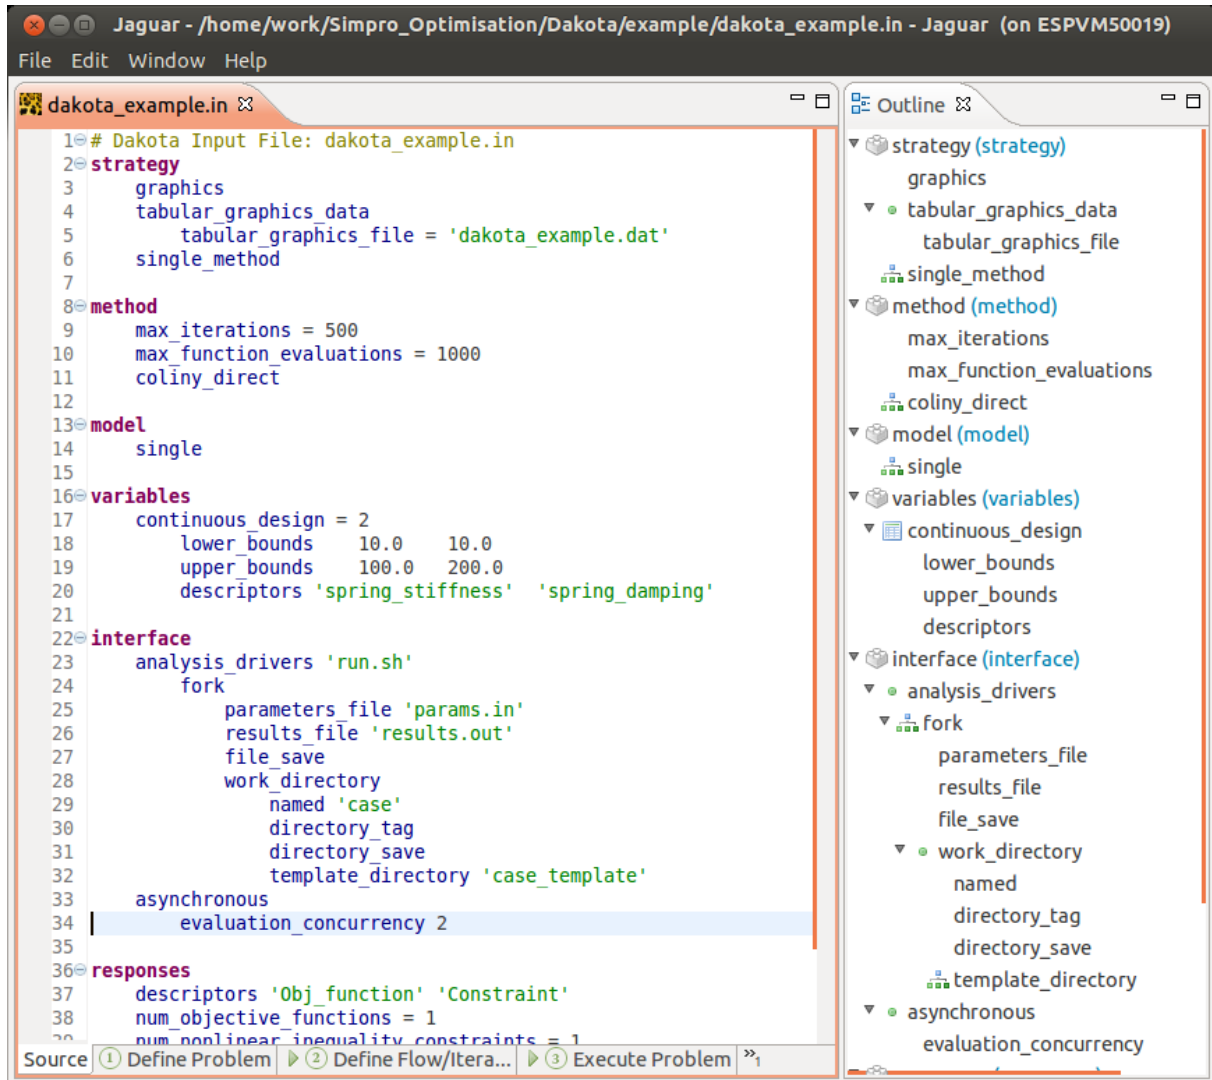 Jaguar - /home/work/Simpro_Optimisation/Dakota/example/dakota_example.in - Jaguar (on ESPVM50019)
File Edit Window Help
dakota_example.in
1 # Dakota Input File: dakota_example.in
2 strategy
3 graphics
4 tabular_graphics_data
5 tabular_graphics_file = 'dakota_example.dat'
6 single_method
7
8 method
9 max_iterations = 500
10 max_function_evaluations = 1000
11 coliny_direct
12
13 model
14 single
15
16 variables
17 continuous_design = 2
18 lower_bounds 10.0 10.0
19 upper_bounds 100.0 200.0
20 descriptors 'spring_stiffness' 'spring_damping'
21
22 interface
23 analysis_drivers 'run.sh'
24 fork
25 parameters_file 'params.in'
26 results_file 'results.out'
27 file_save
28 work_directory
29 named 'case'
30 directory_tag
31 directory_save
32 template_directory 'case_template'
33 asynchronous
34 evaluation_concurrency 2
35
36 responses
37 descriptors 'Obj_function' 'Constraint'
38 num_objective_functions = 1
39 num_nonlinear_inequality_constraints = 1
Source 1 Define Problem 2 Define Flow/Itera... 3 Execute Problem »1
Outline
strategy (strategy)
graphics
tabular_graphics_data
tabular_graphics_file
single_method
method (method)
max_iterations
max_function_evaluations
coliny_direct
model (model)
single
variables (variables)
continuous_design
lower_bounds
upper_bounds
descriptors
interface (interface)
analysis_drivers
fork
parameters_file
results_file
file_save
work_directory
named
directory_tag
directory_save
template_directory
asynchronous
evaluation_concurrency